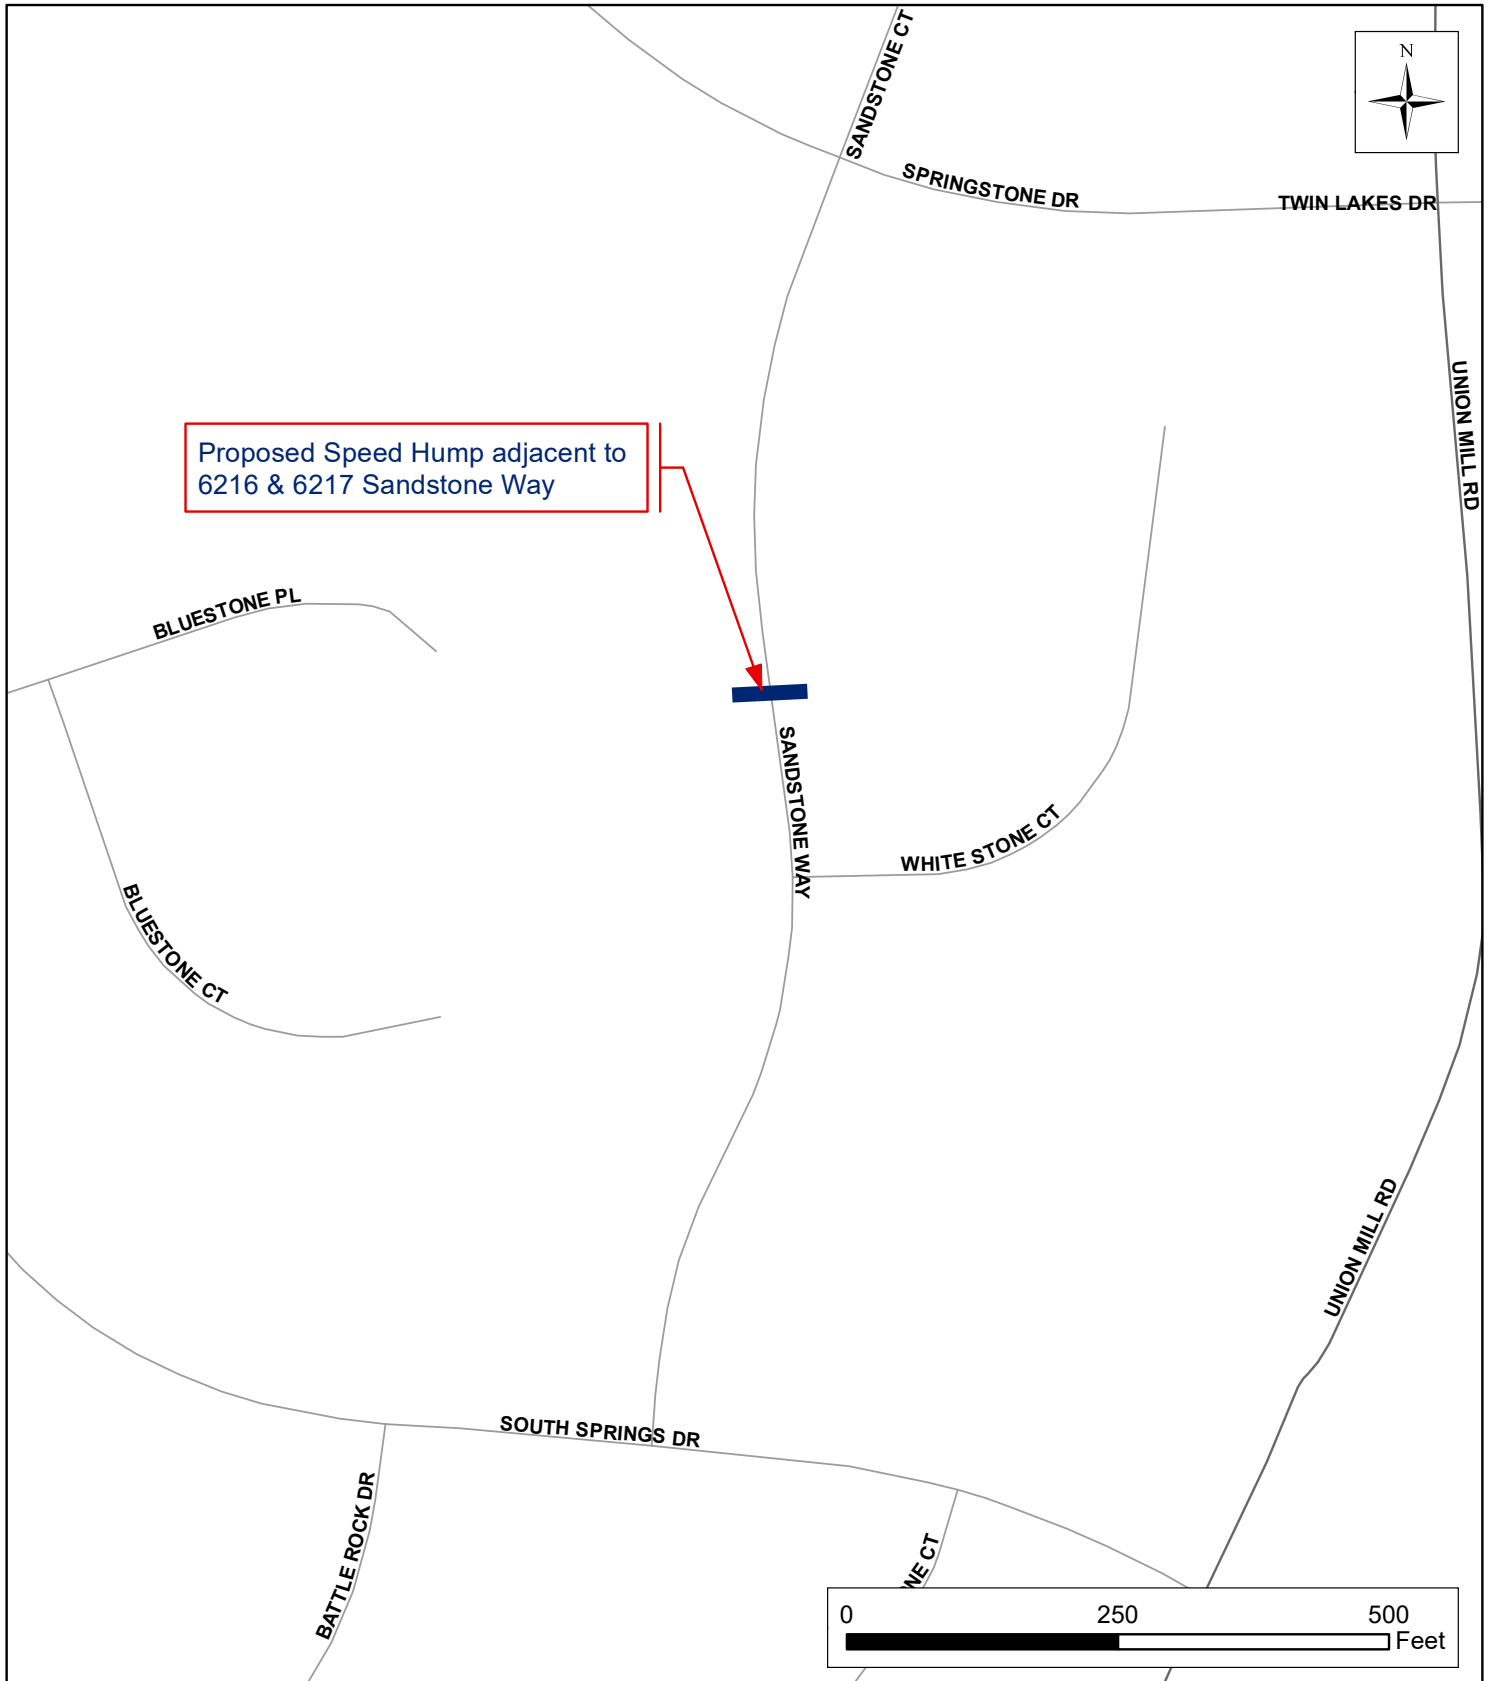 SANDSTONE CT
N
SPRINGSTONE DR
TWIN LAKES DR
UNION MILL RD
Proposed Speed Hump adjacent to
6216 & 6217 Sandstone Way
BLUESTONE PL
SANDSTONE WAY
WHITE STONE CT
BLUESTONE CT
UNION MILL RD
SOUTH SPRINGS DR
BATTLE ROCK DR
NE CT
0 250 500
Feet